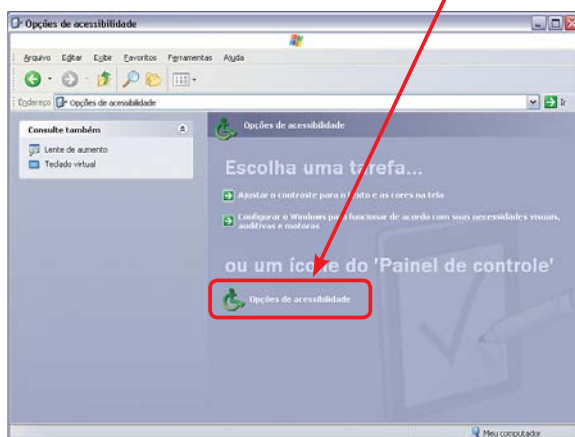 Opções de acessibilidade
Arquivo Editar Exibir Favoritos Ferramentas Ajuda
Endereço Opções de acessibilidade Ir
Consulte também
Lente de aumento
Teclado virtual
Opções de acessibilidade
Escolha uma tarefa...
Ajustar o contraste para o texto e as cores na tela
Configurar o Windows para funcionar de acordo com suas necessidades visuais,
auditivas e motoras
ou um ícone do 'Painel de controle'
Opções de acessibilidade
Meu computador